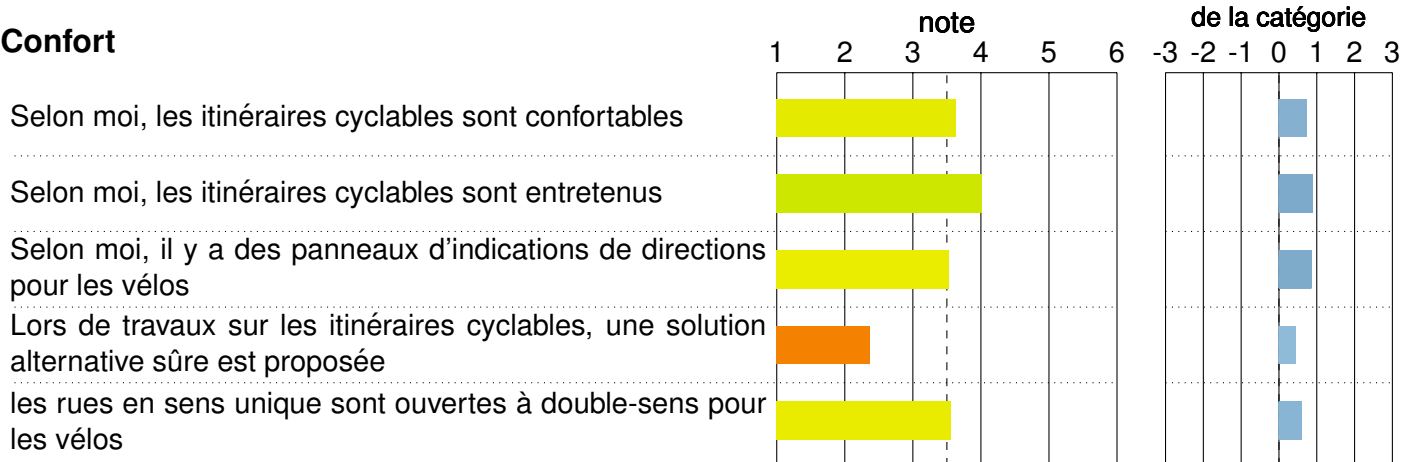 note
de la catégorie
Confort
1 2 3 4 5 6
-3 -2 -1 0 1 2 3
Selon moi, les itinéraires cyclables sont confortables
Selon moi, les itinéraires cyclables sont entretenus
Selon moi, il y a des panneaux d'indications de directions
pour les vélos
Lors de travaux sur les itinéraires cyclables, une solution
alternative sûre est proposée
les rues en sens unique sont ouvertes à double-sens pour
les vélos